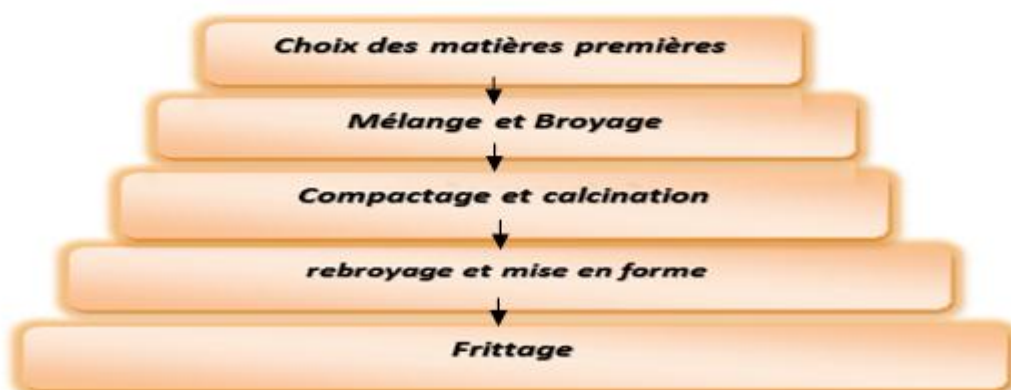 Choix des matières premières
Mélange et Broyage
Compactage et calcination
rebroyage et mise en forme
Frittage